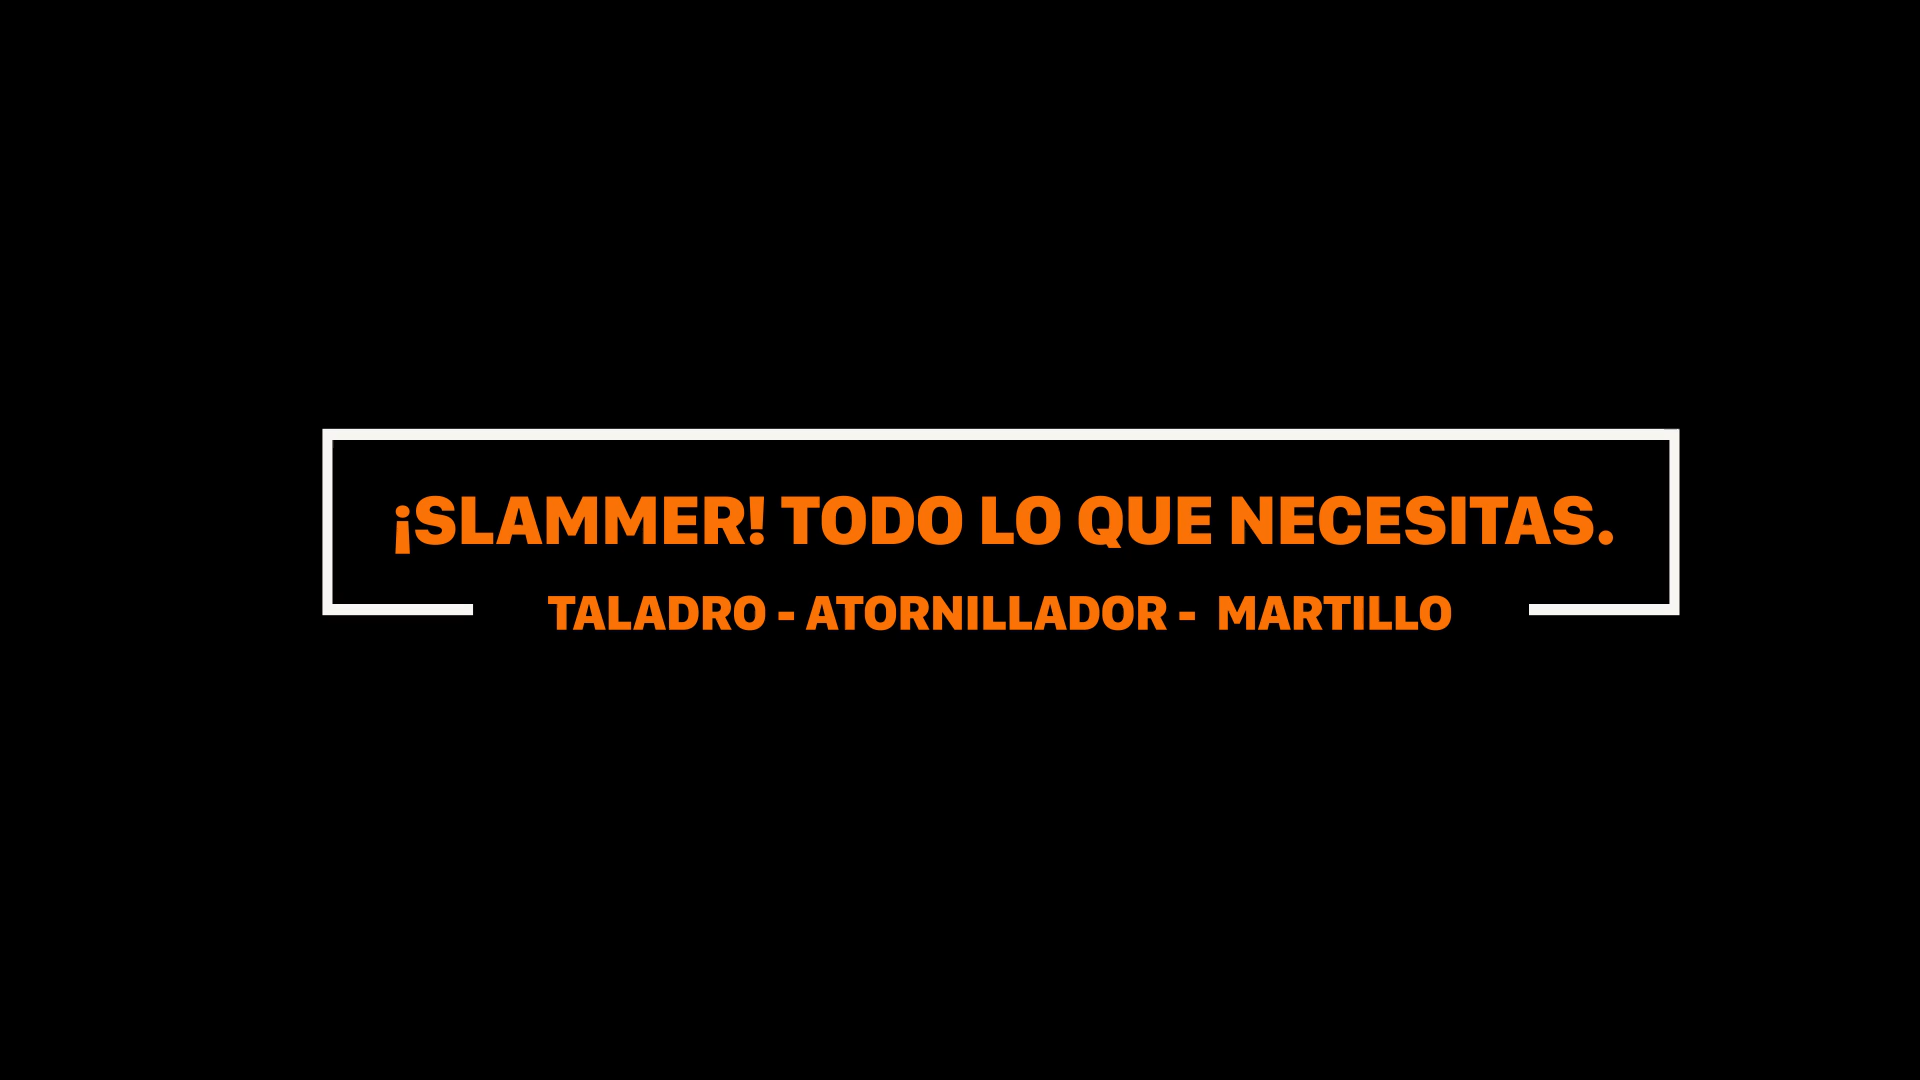 ¡SLAMMER! TODO LO QUE NECESITAS.
TALADRO - ATORNILLADOR -  MARTILLO